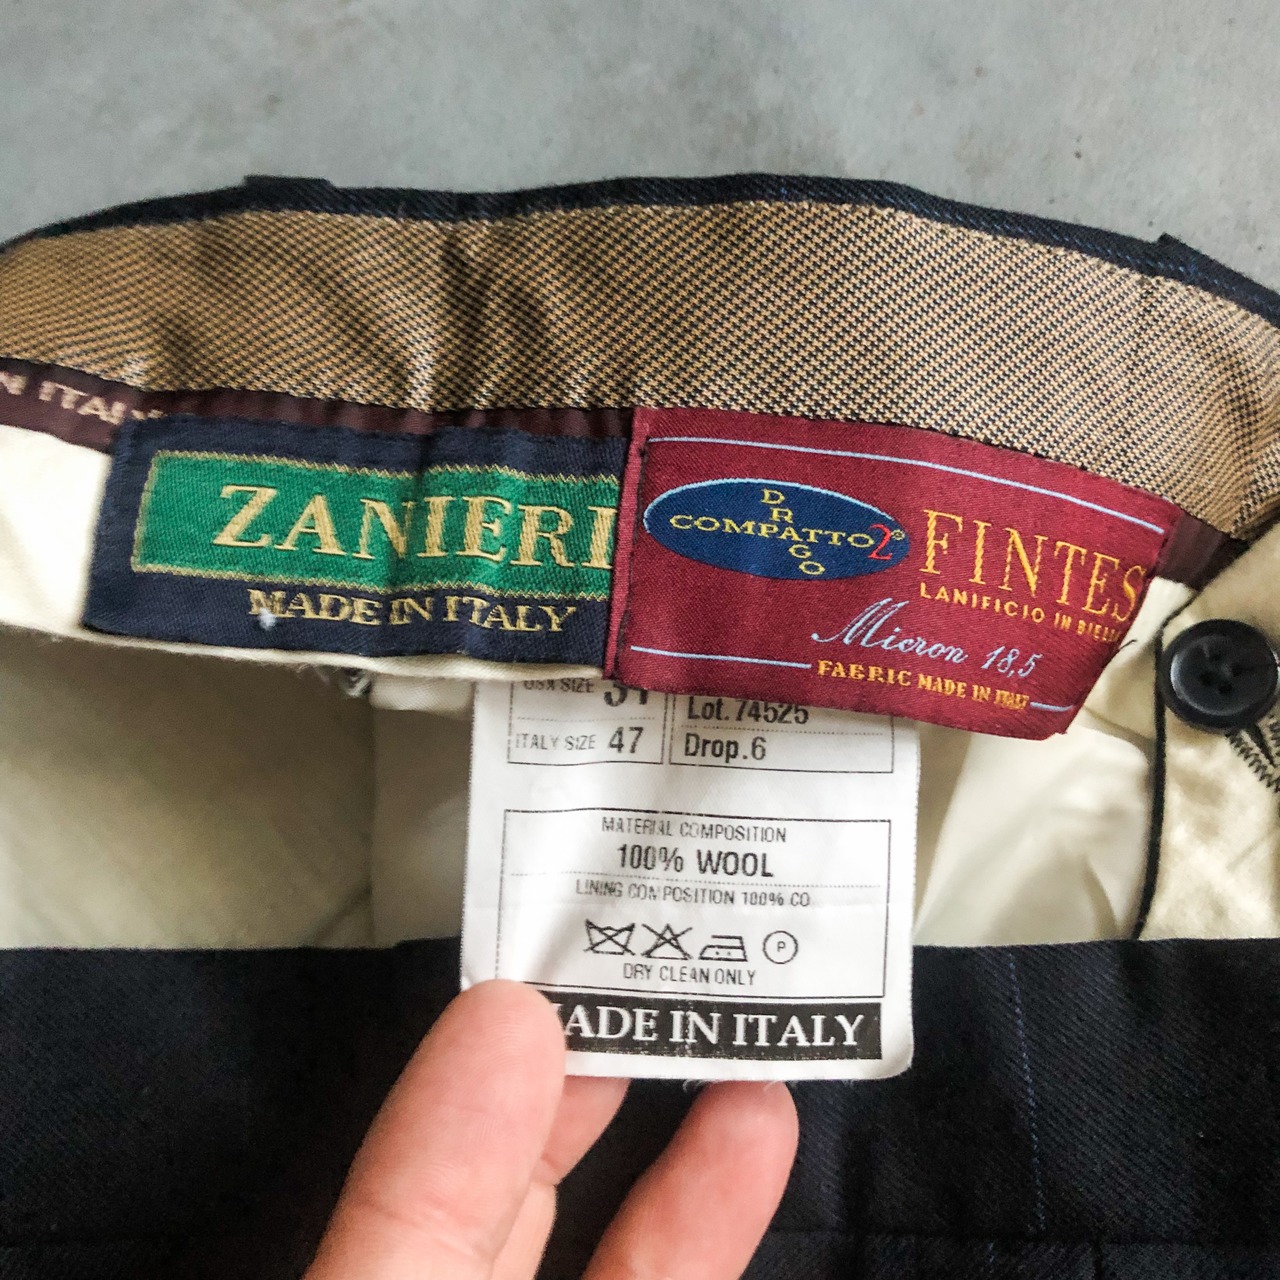 N ITALY
ZANIERI
MADE IN ITALY
DRAGO
COMPATTO 2®
FINTES
LANIFICIO IN BIELLA
Micron 18,5
FABRIC MADE IN ITALY
USA SIZE 34
Lot. 74525
ITALY SIZE 47
Drop. 6
MATERIAL COMPOSITION
100% WOOL
LINING COMPOSITION 100% CO
P
DRY CLEAN ONLY
MADE IN ITALY